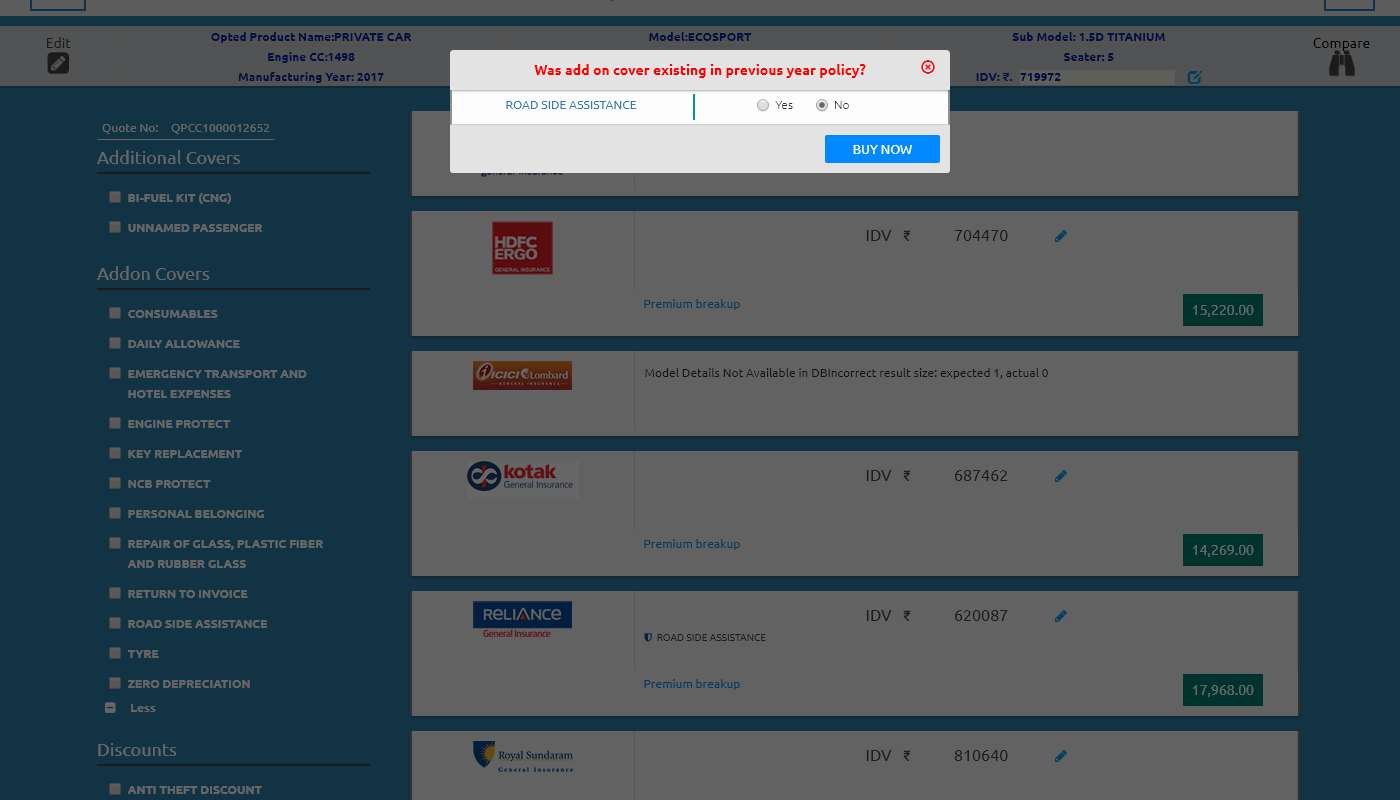 Edit
Opted Product Name:PRIVATE CAR
Model:ECOSPORT
Sub Model: 1.5D TITANIUM
Compare
Engine CC:1498
Seater: 5
Manufacturing Year: 2017
IDV: ₹. 719972
Was add on cover existing in previous year policy?
ROAD SIDE ASSISTANCE
Yes
No
BUY NOW
Quote No: QPCC1000012652
Additional Covers
BI-FUEL KIT (CNG)
UNNAMED PASSENGER
Addon Covers
CONSUMABLES
DAILY ALLOWANCE
EMERGENCY TRANSPORT AND
HOTEL EXPENSES
ENGINE PROTECT
KEY REPLACEMENT
NCB PROTECT
PERSONAL BELONGING
REPAIR OF GLASS, PLASTIC FIBER
AND RUBBER GLASS
RETURN TO INVOICE
ROAD SIDE ASSISTANCE
TYRE
ZERO DEPRECIATION
Less
Discounts
ANTI THEFT DISCOUNT
HDFC
ERGO
GENERAL INSURANCE
IDV ₹ 704470
Premium breakup
15,220.00
ICICI Lombard
GENERAL INSURANCE
Model Details Not Available in DBIncorrect result size: expected 1, actual 0
kotak
General Insurance
IDV ₹ 687462
Premium breakup
14,269.00
RELIANCE
General Insurance
IDV ₹ 620087
ROAD SIDE ASSISTANCE
Premium breakup
17,968.00
Royal Sundaram
General Insurance
IDV ₹ 810640